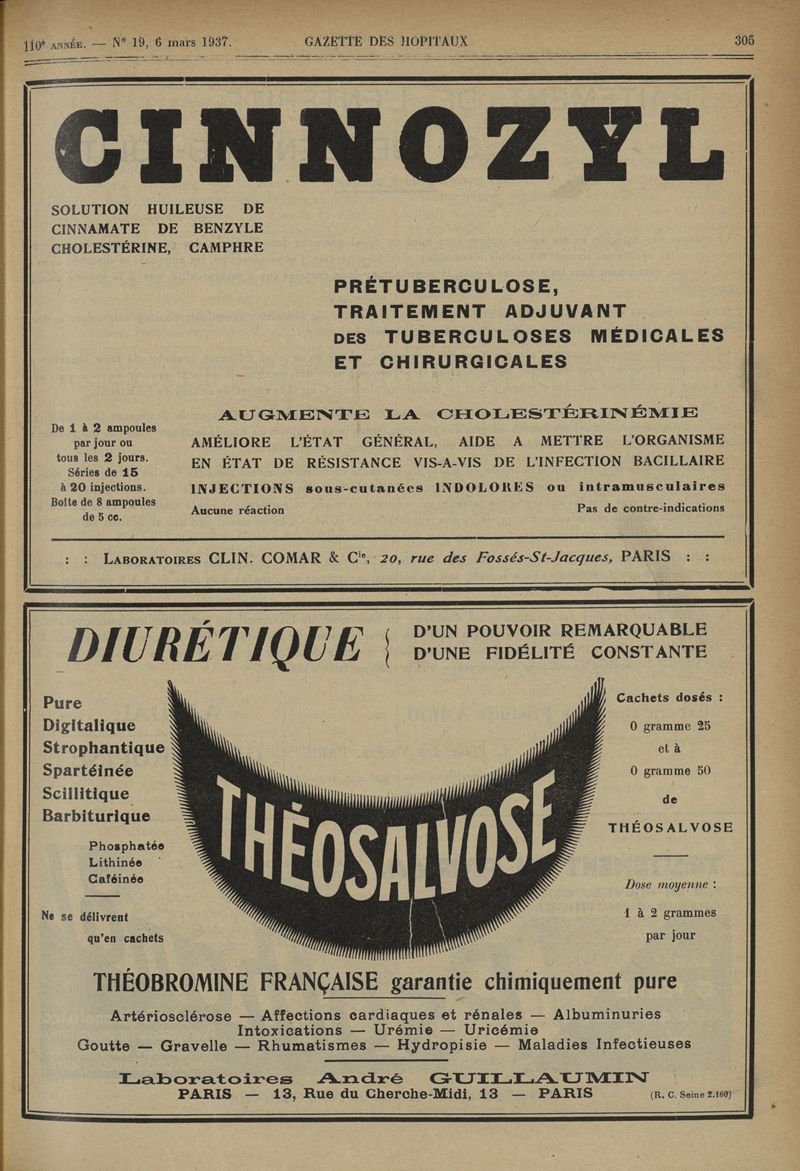 110e ANNÉE. — N° 19, 6 mars 1937. GAZETTE DES HOPITAUX 305
CINNOZYL
SOLUTION HUILEUSE DE
CINNAMATE DE BENZYLE
CHOLESTÉRINE, CAMPHRE
PRÉTUBERCULOSE,
TRAITEMENT ADJUVANT
DES TUBERCULOSES MÉDICALES
ET CHIRURGICALES
De 1 à 2 ampoules
par jour ou
tous les 2 jours.
Séries de 15
à 20 injections.
Boîte de 8 ampoules
de 5 cc.
AUGMENTE LA CHOLESTÉRINÉMIE
AMÉLIORE L'ÉTAT GÉNÉRAL, AIDE A METTRE L'ORGANISME
EN ÉTAT DE RÉSISTANCE VIS-A-VIS DE L'INFECTION BACILLAIRE
INJECTIONS sous-cutanées INDOLORES ou intramusculaires
Aucune réaction Pas de contre-indications
: : LABORATOIRES CLIN. COMAR & Cie, 20, rue des Fossés-St-Jacques, PARIS : :
DIURÉTIQUE { D'UN POUVOIR REMARQUABLE
D'UNE FIDÉLITÉ CONSTANTE
Pure
Digitalique
Strophantique
Spartéinée
Scillitique
Barbiturique
Phosphatée
Lithinée
Caféinée
Ne se délivrent
qu'en cachets
THÉOSALVOSE
Cachets dosés :
0 gramme 25
et à
0 gramme 50
de
THÉOSALVOSE
Dose moyenne :
1 à 2 grammes
par jour
THÉOBROMINE FRANÇAISE garantie chimiquement pure
Artériosclérose — Affections cardiaques et rénales — Albuminuries
Intoxications — Urémie — Uricémie
Goutte — Gravelle — Rhumatismes — Hydropisie — Maladies Infectieuses
Laboratoires André GUILLAUMIN
PARIS — 13, Rue du Cherche-Midi, 13 — PARIS (R. C. Seine 2.160)